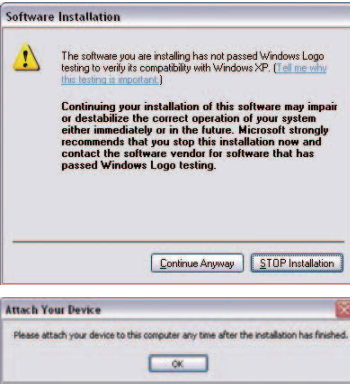 Software Installation
The software you are installing has not passed Windows Logo
testing to verify its compatibility with Windows XP. (Tell me why
this testing is important.)
Continuing your installation of this software may impair
or destabilize the correct operation of your system
either immediately or in the future. Microsoft strongly
recommends that you stop this installation now and
contact the software vendor for software that has
passed Windows Logo testing.
Continue Anyway STOP Installation
Attach Your Device
Please attach your device to this computer any time after the installation has finished.
OK